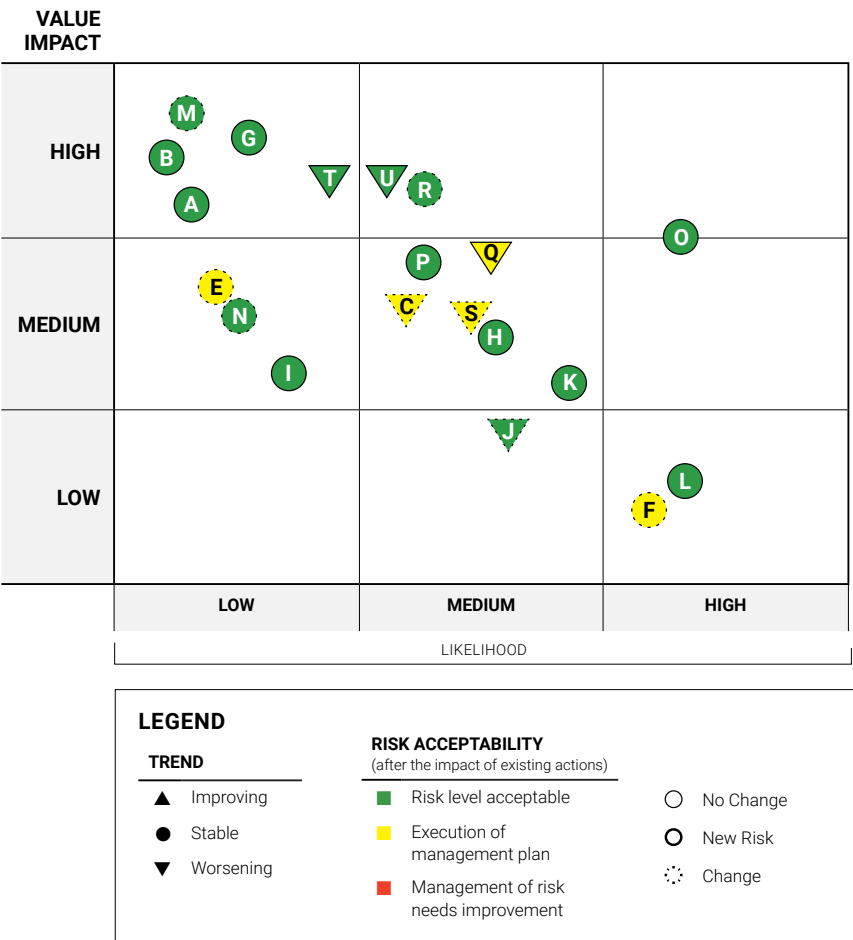 VALUE
IMPACT
HIGH
M
G
B
A
T
U
R
O
MEDIUM
E
N
I
P
Q
C
S
H
K
LOW
J
L
F
LOW
MEDIUM
HIGH
LIKELIHOOD
LEGEND
TREND
Improving
Stable
Worsening
RISK ACCEPTABILITY
(after the impact of existing actions)
Risk level acceptable
Execution of
management plan
Management of risk
needs improvement
No Change
New Risk
Change